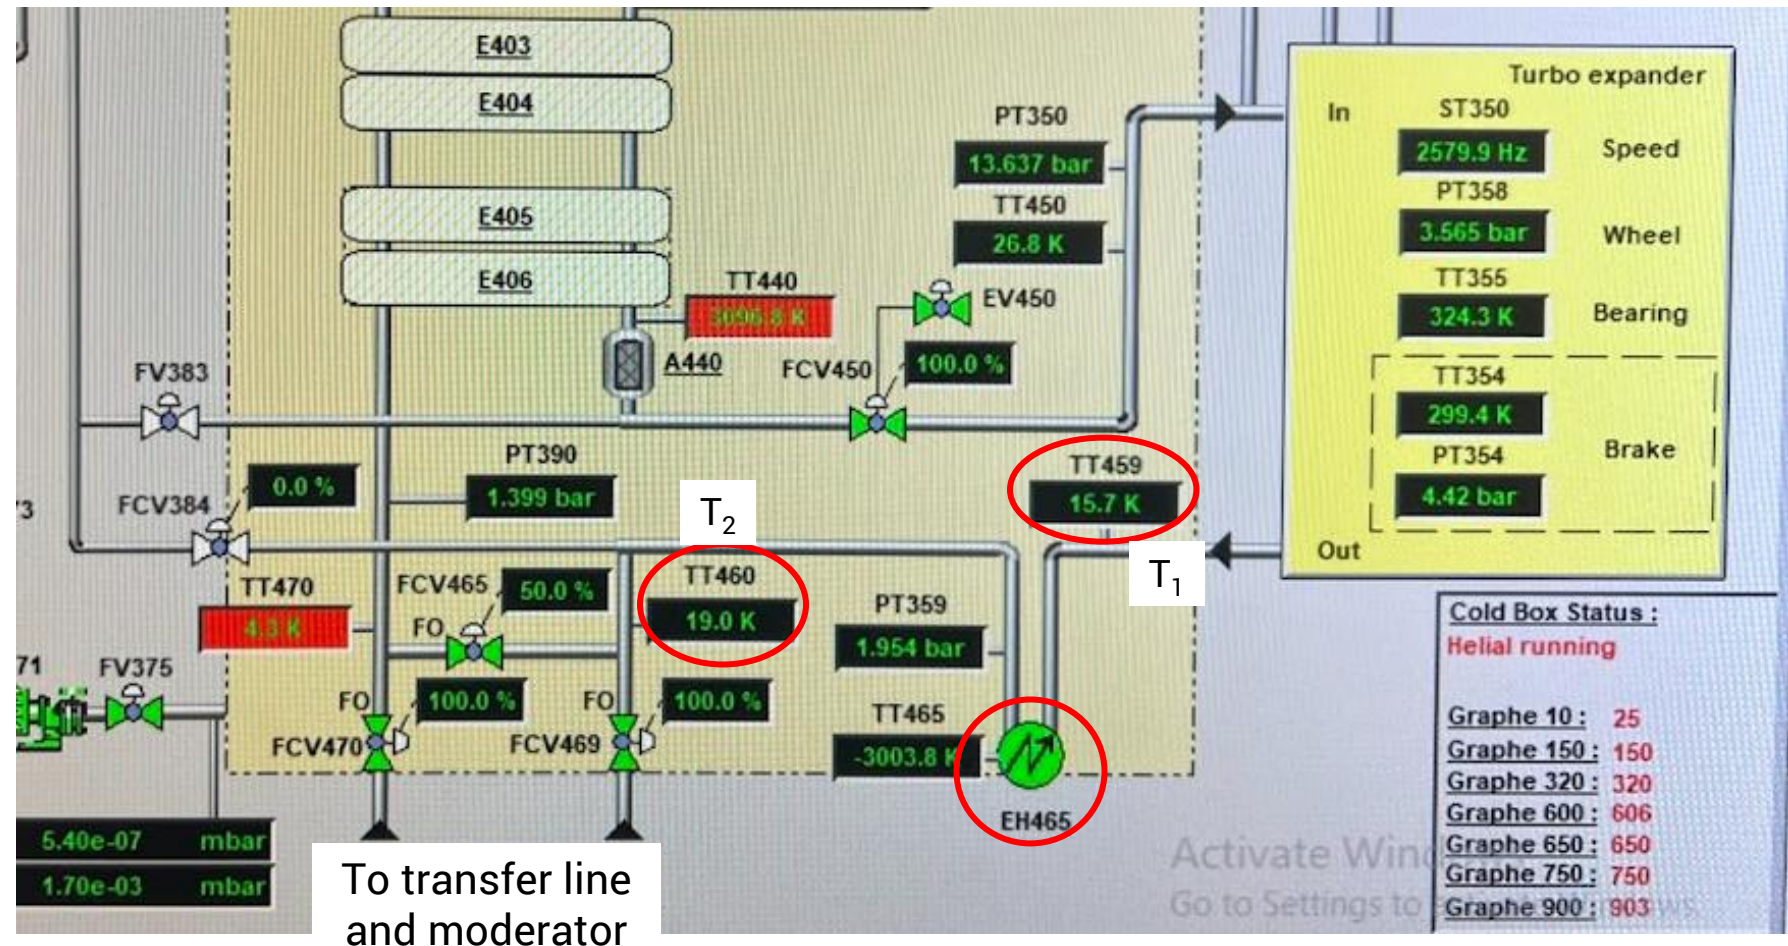 E403
E404
E405
E406
PT350
13.637 bar
TT450
26.8 K
TT440
3096.8 K
EV450
A440
FCV450
100.0 %
FV383
Turbo expander
In
ST350
2579.9 Hz
Speed
PT358
3.565 bar
Wheel
TT355
324.3 K
Bearing
TT354
299.4 K
Brake
PT354
4.42 bar
Out
PT390
1.399 bar
0.0 %
FCV384
73
T2
TT459
15.7 K
T1
TT470
4.3 K
FCV465
50.0 %
FO
TT460
19.0 K
PT359
1.954 bar
71
FV375
FO
100.0 %
FCV470
FO
100.0 %
FCV469
TT465
-3003.8 K
EH465
5.40e-07 mbar
1.70e-03 mbar
To transfer line
and moderator
Cold Box Status :
Helial running
Graphe 10 : 25
Graphe 150 : 150
Graphe 320 : 320
Graphe 600 : 606
Graphe 650 : 650
Graphe 750 : 750
Graphe 900 : 903
Activate Win
Go to Settings to